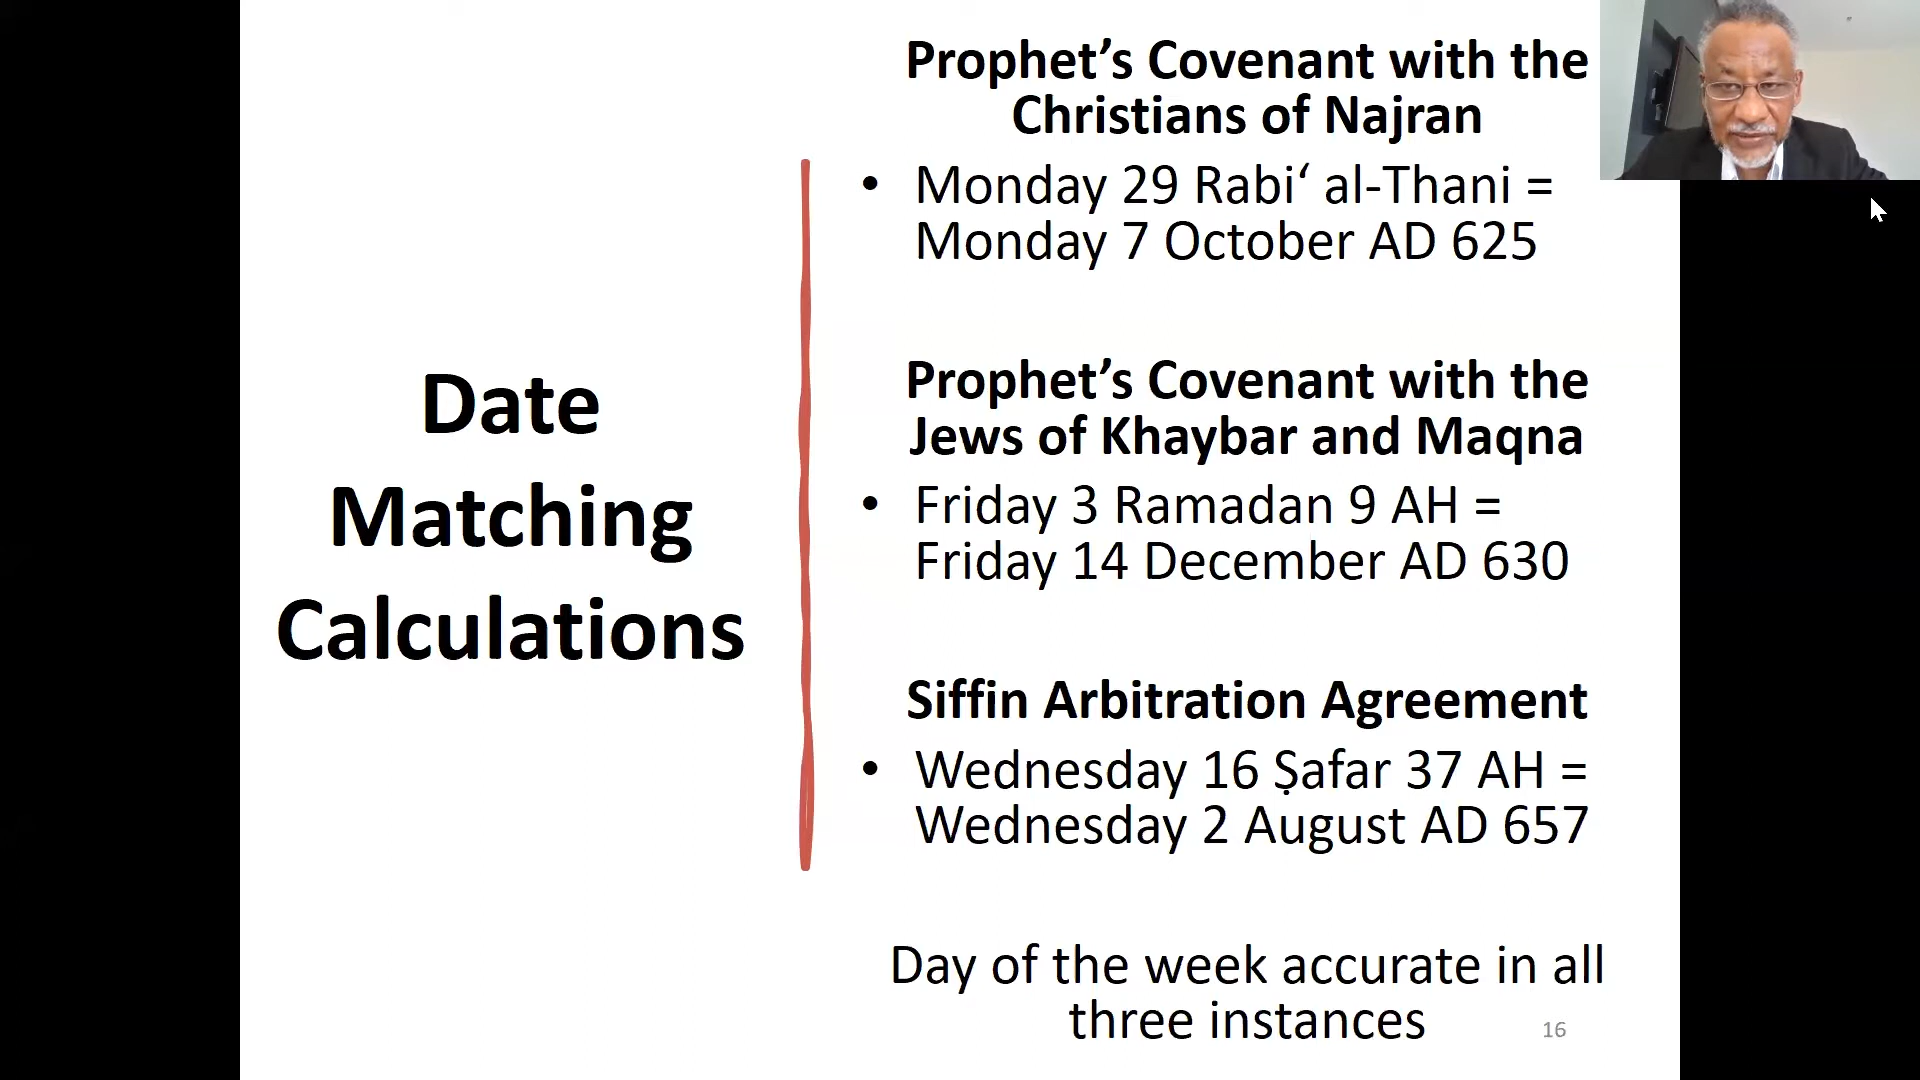 Date
Matching
Calculations
Prophet’s Covenant with the
Christians of Najran
• Monday 29 Rabi‘ al-Thani =
Monday 7 October AD 625
Prophet’s Covenant with the
Jews of Khaybar and Maqna
• Friday 3 Ramadan 9 AH =
Friday 14 December AD 630
Siffin Arbitration Agreement
• Wednesday 16 Ṣafar 37 AH =
Wednesday 2 August AD 657
Day of the week accurate in all
three instances
16